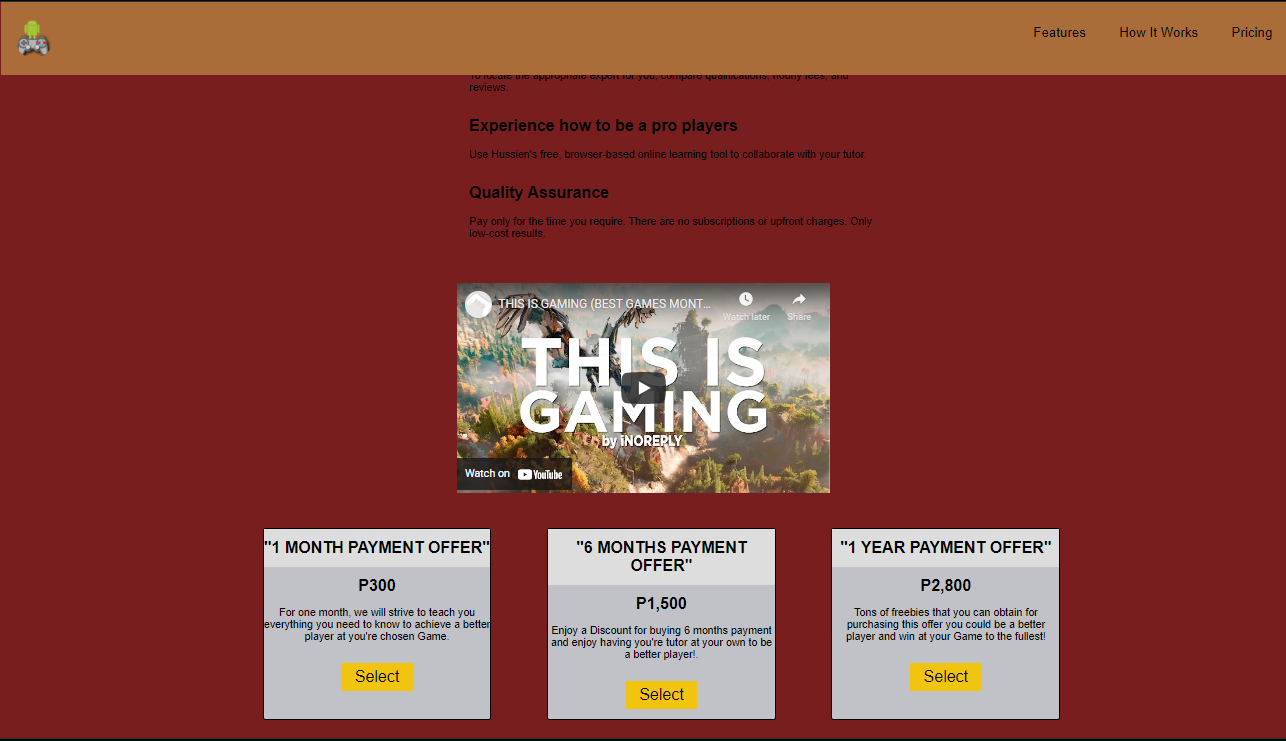 Features How It Works Pricing
To locate the appropriate expert for you, compare qualifications, hourly fees, and
reviews.
Experience how to be a pro players
Use Hussien's free, browser-based online learning tool to collaborate with your tutor.
Quality Assurance
Pay only for the time you require. There are no subscriptions or upfront charges. Only
low-cost results.
THIS IS GAMING (BEST GAMES MONT...
Watch later Share
THIS IS
GAMING
by iNOREPLY
Watch on YouTube
"1 MONTH PAYMENT OFFER"
P300
For one month, we will strive to teach you
everything you need to know to achieve a better
player at you're chosen Game.
Select
"6 MONTHS PAYMENT
OFFER"
P1,500
Enjoy a Discount for buying 6 months payment
and enjoy having you're tutor at your own to be
a better player!.
Select
"1 YEAR PAYMENT OFFER"
P2,800
Tons of freebies that you can obtain for
purchasing this offer you could be a better
player and win at your Game to the fullest!
Select